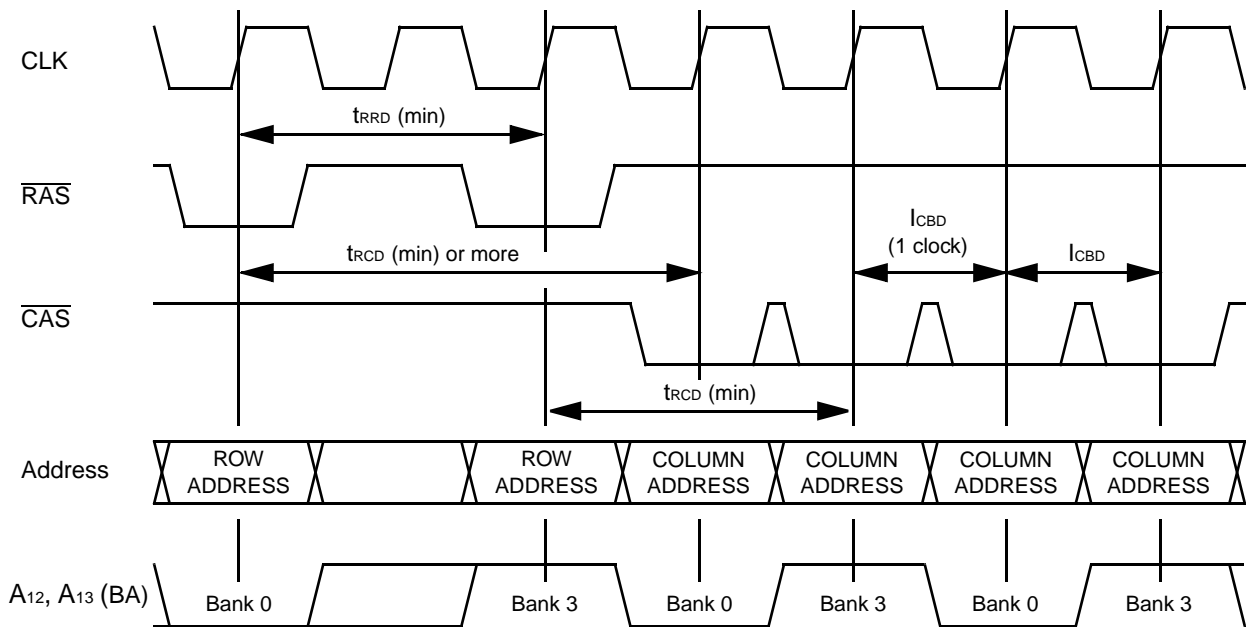 CLK
tRRD (min)
RAS
ICBD
(1 clock)
tRCD (min) or more
ICBD
CAS
tRCD (min)
Address
ROW
ADDRESS
ROW
ADDRESS
COLUMN
ADDRESS
COLUMN
ADDRESS
COLUMN
ADDRESS
COLUMN
ADDRESS
A12, A13 (BA)
Bank 0
Bank 3
Bank 0
Bank 3
Bank 0
Bank 3